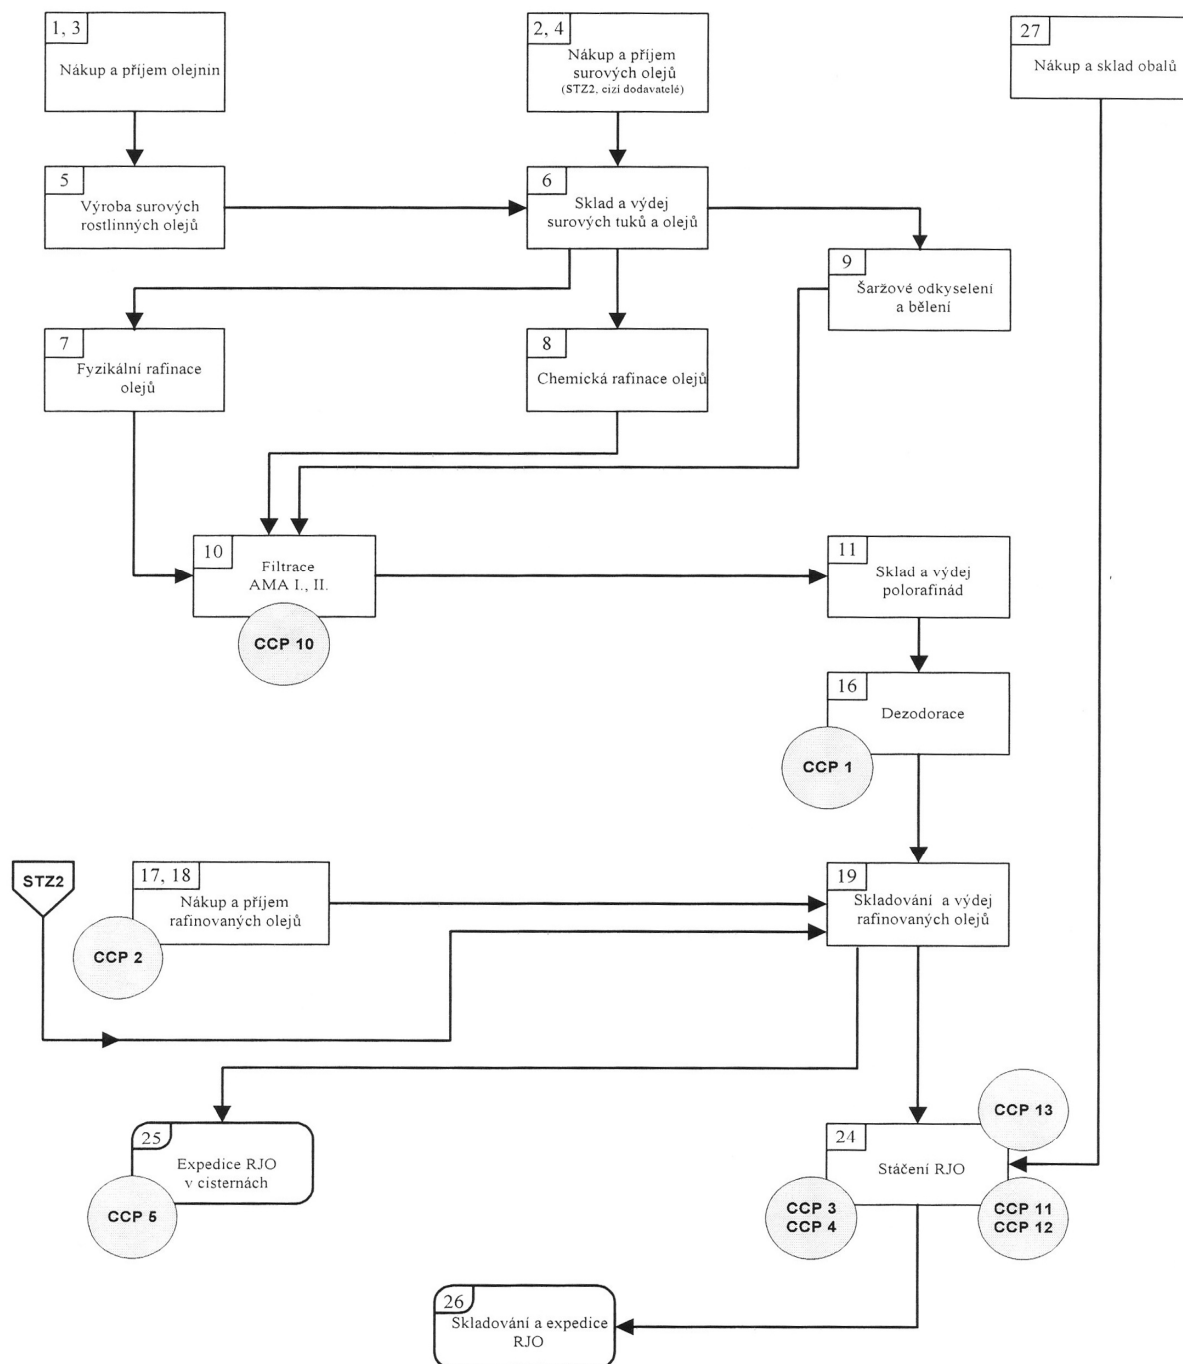 1, 3
Nákup a příjem olejnin
2, 4
Nákup a příjem
surových olejů
(STZ2, cizí dodavatelé)
27
Nákup a sklad obalů
5
Výroba surových
rostlinných olejů
6
Sklad a výdej
surových tuků a olejů
9
Šaržové odkyselení
a bělení
7
Fyzikální rafinace
olejů
8
Chemická rafinace olejů
10
Filtrace
AMA I., II.
CCP 10
11
Sklad a výdej
polorafinád
16
Dezodorace
CCP 1
STZ2
17, 18
Nákup a příjem
rafinovaných olejů
CCP 2
19
Skladování a výdej
rafinovaných olejů
25
Expedice RJO
v cisternách
CCP 5
CCP 13
24
Stáčení RJO
CCP 3
CCP 4
CCP 11
CCP 12
26
Skladování a expedice
RJO